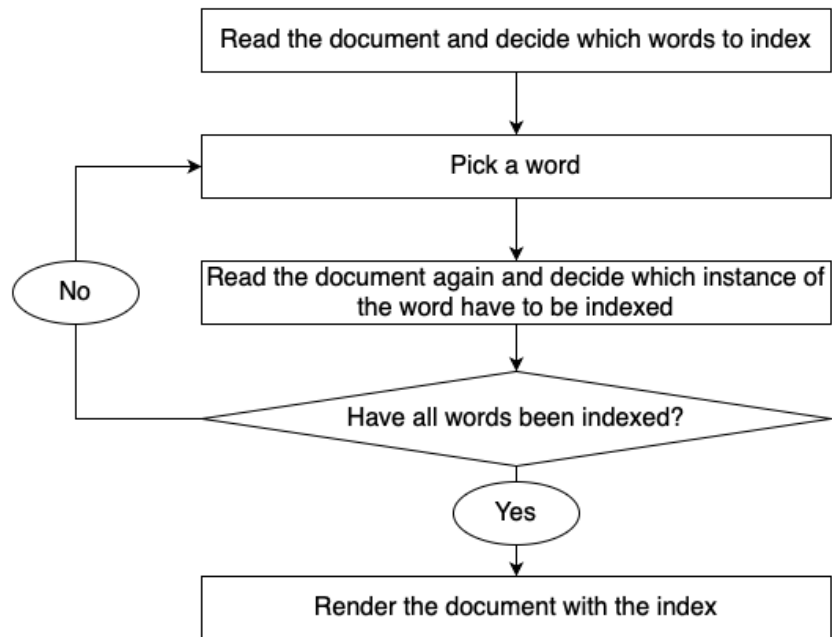 Read the document and decide which words to index
Pick a word
Read the document again and decide which instance of
the word have to be indexed
No
Have all words been indexed?
Yes
Render the document with the index